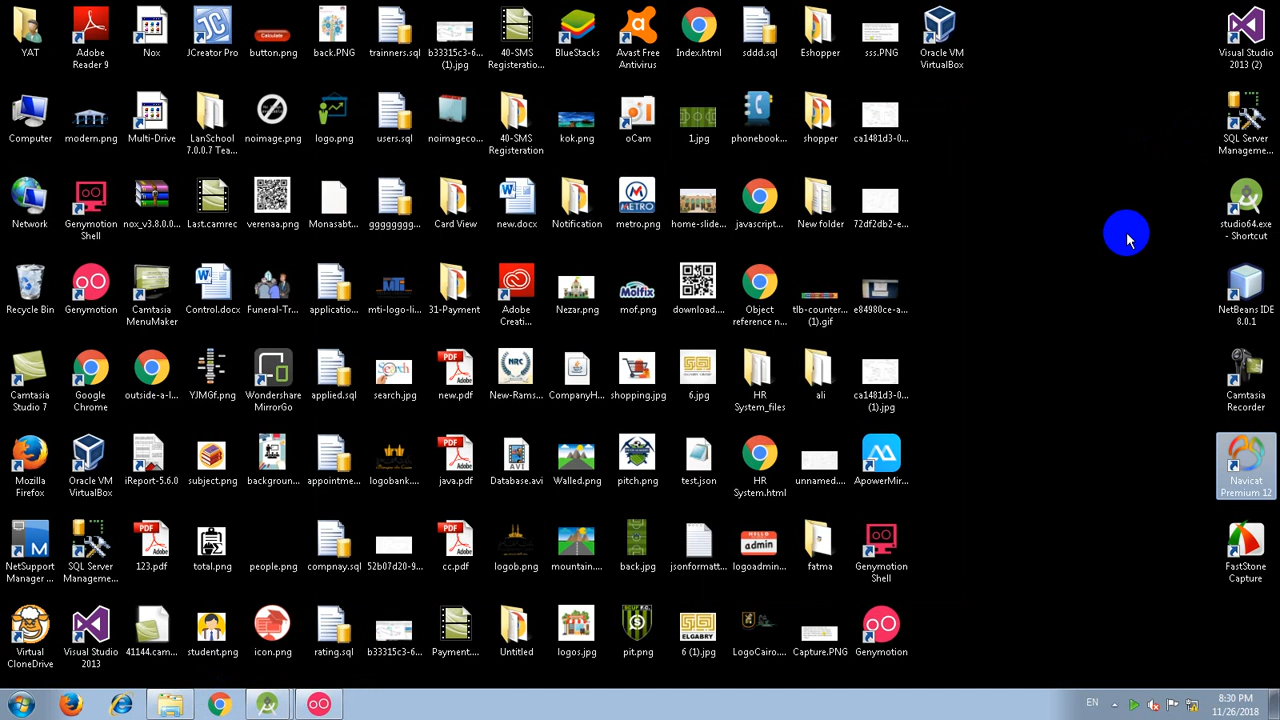 YAT
Adobe
Reader 9
Nox
JCreator Pro
button.png
back.PNG
trainners.sql
b33315c3-6...
(1).jpg
40-SMS
Registeratio...
BlueStacks
Avast Free
Antivirus
Index.html
sddd.sql
Eshopper
sss.PNG
Oracle VM
VirtualBox
Visual Studio
2013 (2)
Computer
modern.png
Multi-Drive
LanSchool
7.0.0.7 Tea...
noimage.png
logo.png
users.sql
noimageco...
40-SMS
Registeration
kok.png
oCam
1.jpg
phonebook...
shopper
ca1481d3-0...
SQL Server
Manageme...
Network
Genymotion
Shell
nox_v3.8.0.0...
Last.camrec
verenaa.png
Monasabt...
gggggggg...
Card View
new.docx
Notification
METRO
metro.png
home-slide...
javascript...
New folder
72df2db2-e...
studio64.exe
- Shortcut
Recycle Bin
Genymotion
Camtasia
MenuMaker
Control.docx
Funeral-Tr...
applicatio...
mti-logo-li...
31-Payment
Adobe
Creati...
Nezar.png
Molfix
mof.png
download....
Object
reference n...
tlb-counter...
(1).gif
e84980ce-a...
NetBeans IDE
8.0.1
Camtasia
Studio 7
Google
Chrome
outside-a-l...
YJMGf.png
Wondershare
MirrorGo
applied.sql
search.jpg
new.pdf
New-Rams...
CompanyH...
shopping.jpg
6.jpg
HR
System_files
ali
ca1481d3-0...
(1).jpg
Camtasia
Recorder
Mozilla
Firefox
Oracle VM
VirtualBox
iReport-5.6.0
subject.png
backgroun...
appointme...
logobank....
java.pdf
Database.avi
Walled.png
pitch.png
test.json
HR
System.html
unnamed....
ApowerMir...
Navicat
Premium 12
NetSupport
Manager ...
SQL Server
Manageme...
123.pdf
total.png
people.png
compnay.sql
52b07d20-9...
cc.pdf
logob.png
mountain....
back.jpg
jsonformatt...
HELLO
admin
logoadmin...
fatma
Genymotion
Shell
FastStone
Capture
Virtual
CloneDrive
Visual Studio
2013
41144.cam...
student.png
icon.png
rating.sql
b33315c3-6...
Payment....
Untitled
logos.jpg
pit.png
ELGABRY
6 (1).jpg
LogoCairo....
Capture.PNG
Genymotion
EN
8:30 PM
11/26/2018